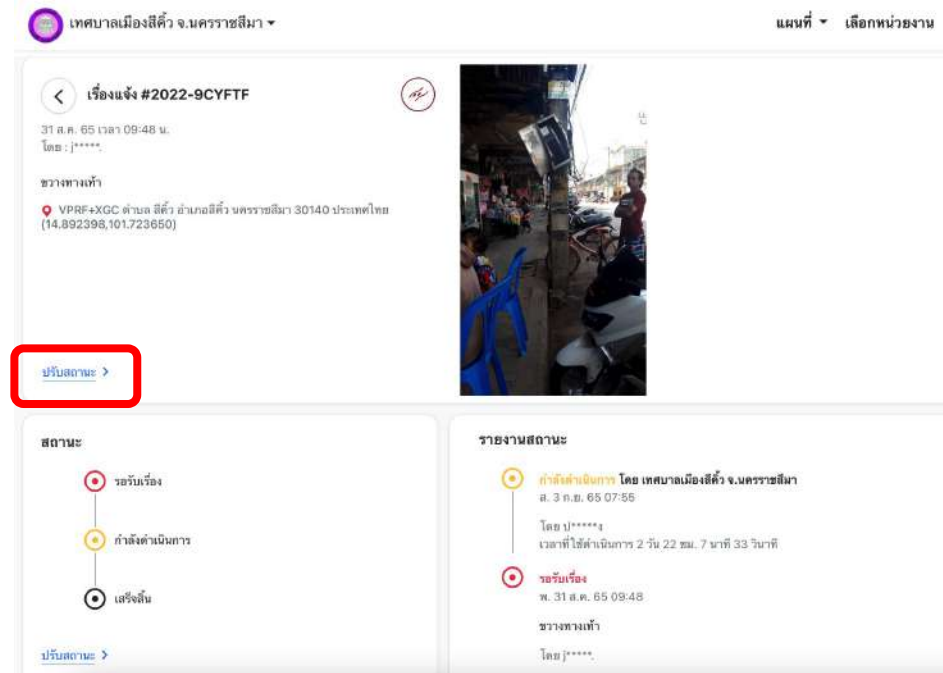 เทศบาลเมืองสีคิ้ว จ.นครราชสีมา
แผนที่ เลือกหน่วยงาน
เรื่องแจ้ง #2022-9CYFTF
31 ส.ค. 65 เวลา 09:48 น.
โดย : j*****.
ขวางทางเท้า
VPRF+XGC ตำบล สีคิ้ว อำเภอสีคิ้ว นครราชสีมา 30140 ประเทศไทย
(14.892398,101.723650)
ปรับสถานะ >
สถานะ
รอรับเรื่อง
กำลังดำเนินการ
เสร็จสิ้น
ปรับสถานะ >
รายงานสถานะ
กำลังดำเนินการ โดย เทศบาลเมืองสีคิ้ว จ.นครราชสีมา
ส. 3 ก.ย. 65 07:55
โดย ป*****ง
เวลาที่ใช้ดำเนินการ 2 วัน 22 ชม. 7 นาที 33 วินาที
รอรับเรื่อง
พ. 31 ส.ค. 65 09:48
ขวางทางเท้า
โดย j*****.